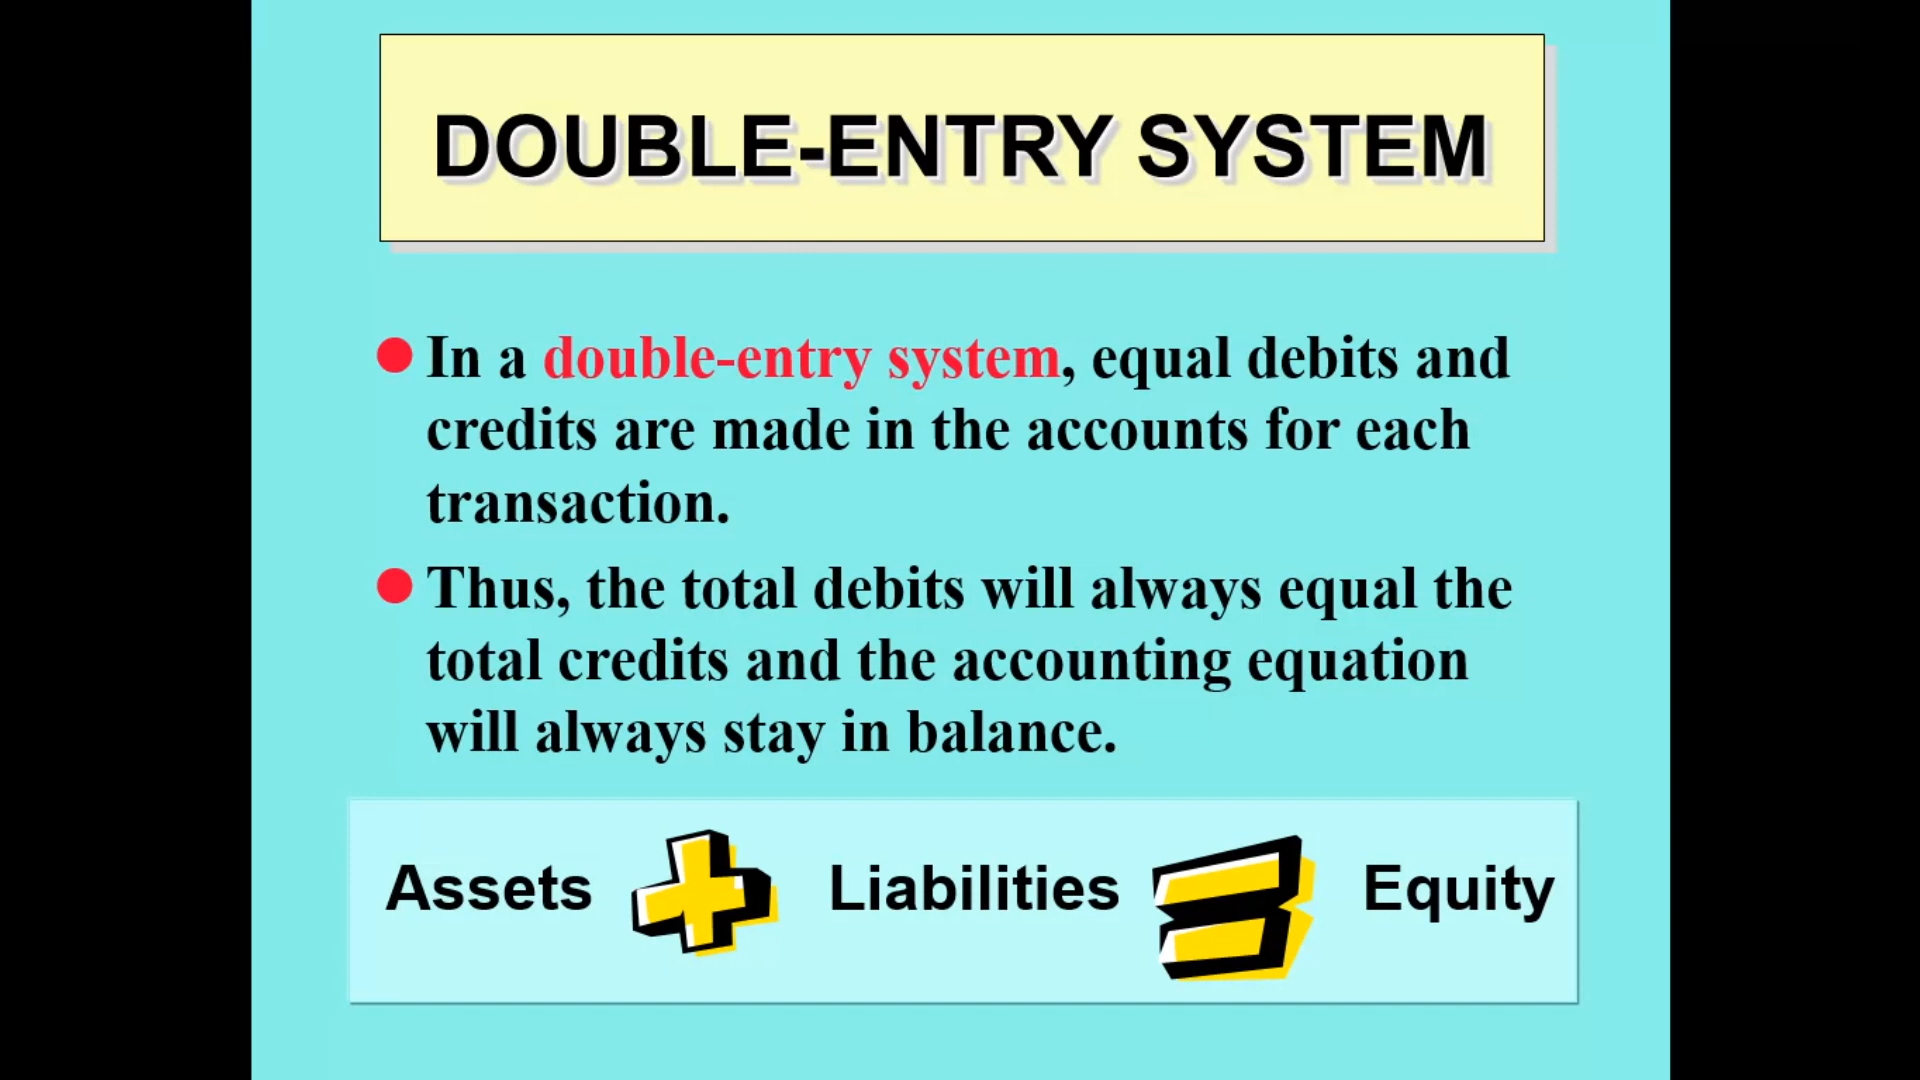 DOUBLE-ENTRY SYSTEM
In a double-entry system, equal debits and
credits are made in the accounts for each
transaction.
Thus, the total debits will always equal the
total credits and the accounting equation
will always stay in balance.
Assets + Liabilities = Equity